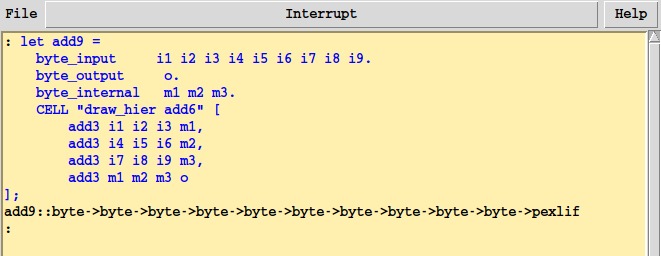 File Interrupt Help
: let add9 =
    byte_input     i1 i2 i3 i4 i5 i6 i7 i8 i9.
    byte_output     o.
    byte_internal   m1 m2 m3.
    CELL "draw_hier add6" [
        add3 i1 i2 i3 m1,
        add3 i4 i5 i6 m2,
        add3 i7 i8 i9 m3,
        add3 m1 m2 m3 o
];
add9::byte->byte->byte->byte->byte->byte->byte->byte->byte->byte->pexlif
: